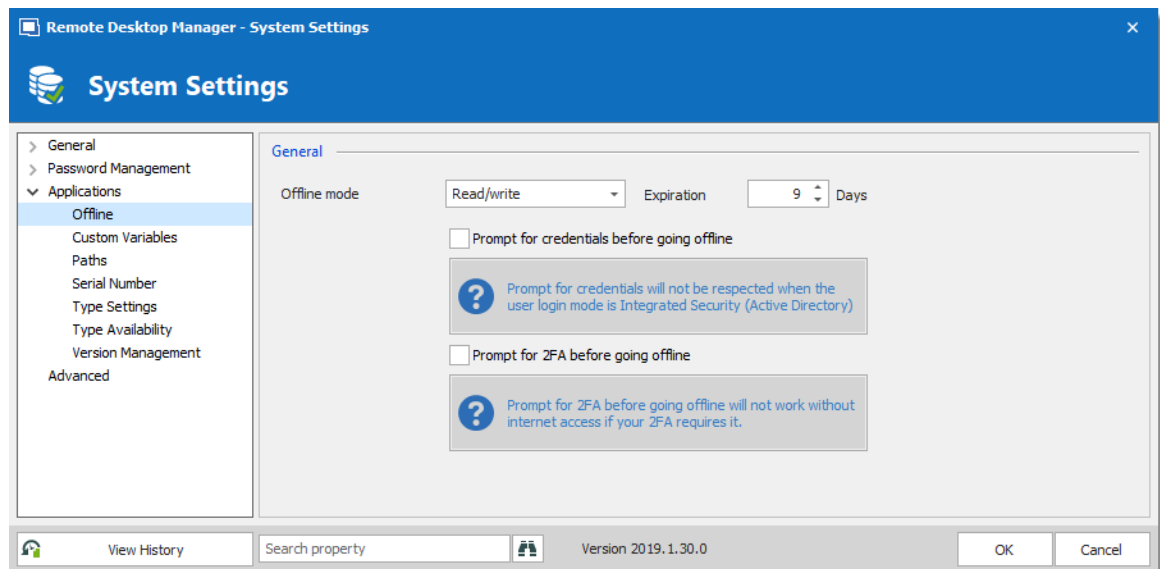 Remote Desktop Manager - System Settings
System Settings
General
Password Management
Applications
Offline
Custom Variables
Paths
Serial Number
Type Settings
Type Availability
Version Management
Advanced
General
Offline mode Read/write Expiration 9 Days
Prompt for credentials before going offline
Prompt for credentials will not be respected when the
user login mode is Integrated Security (Active Directory)
Prompt for 2FA before going offline
Prompt for 2FA before going offline will not work without
internet access if your 2FA requires it.
View History Search property Version 2019.1.30.0 OK Cancel